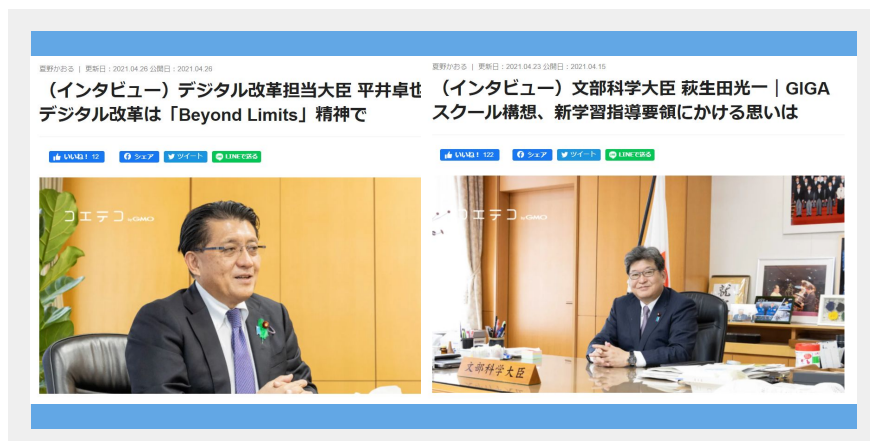 夏野かおる | 更新日：2021.04.26 公開日：2021.04.26
（インタビュー）デジタル改革担当大臣 平井卓也
デジタル改革は「Beyond Limits」精神で
いいね！ 12
シェア
ツイート
LINEで送る
コエテコ byGMO
夏野かおる | 更新日：2021.04.23 公開日：2021.04.15
（インタビュー）文部科学大臣 萩生田光一｜GIGA
スクール構想、新学習指導要領にかける思いは
いいね！ 122
シェア
ツイート
LINEで送る
コエテコ byGMO
文部科学大臣